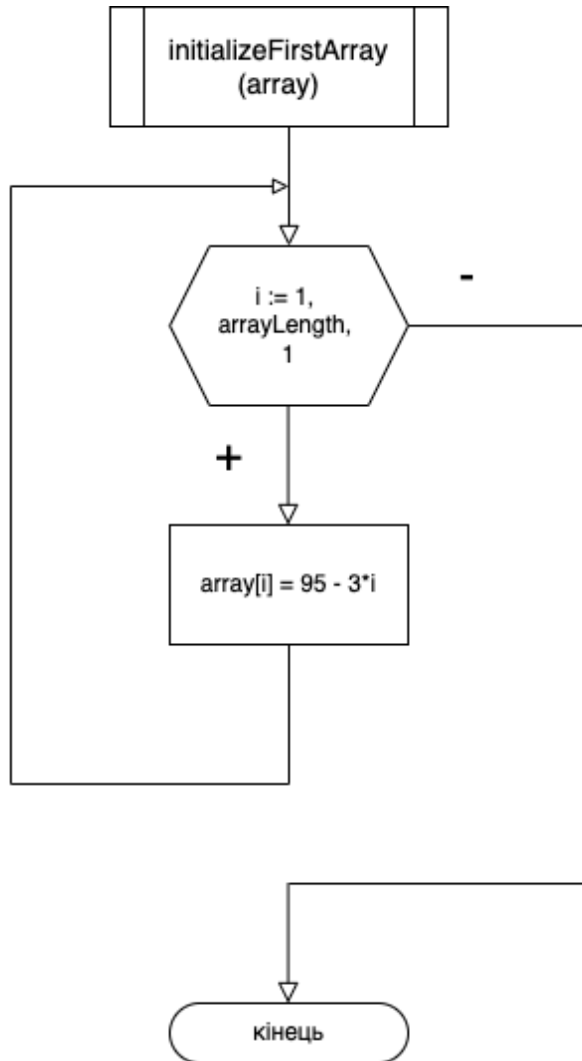 initializeFirstArray
(array)
-
i := 1,
arrayLength,
1
+
array[i] = 95 - 3*i
кінець